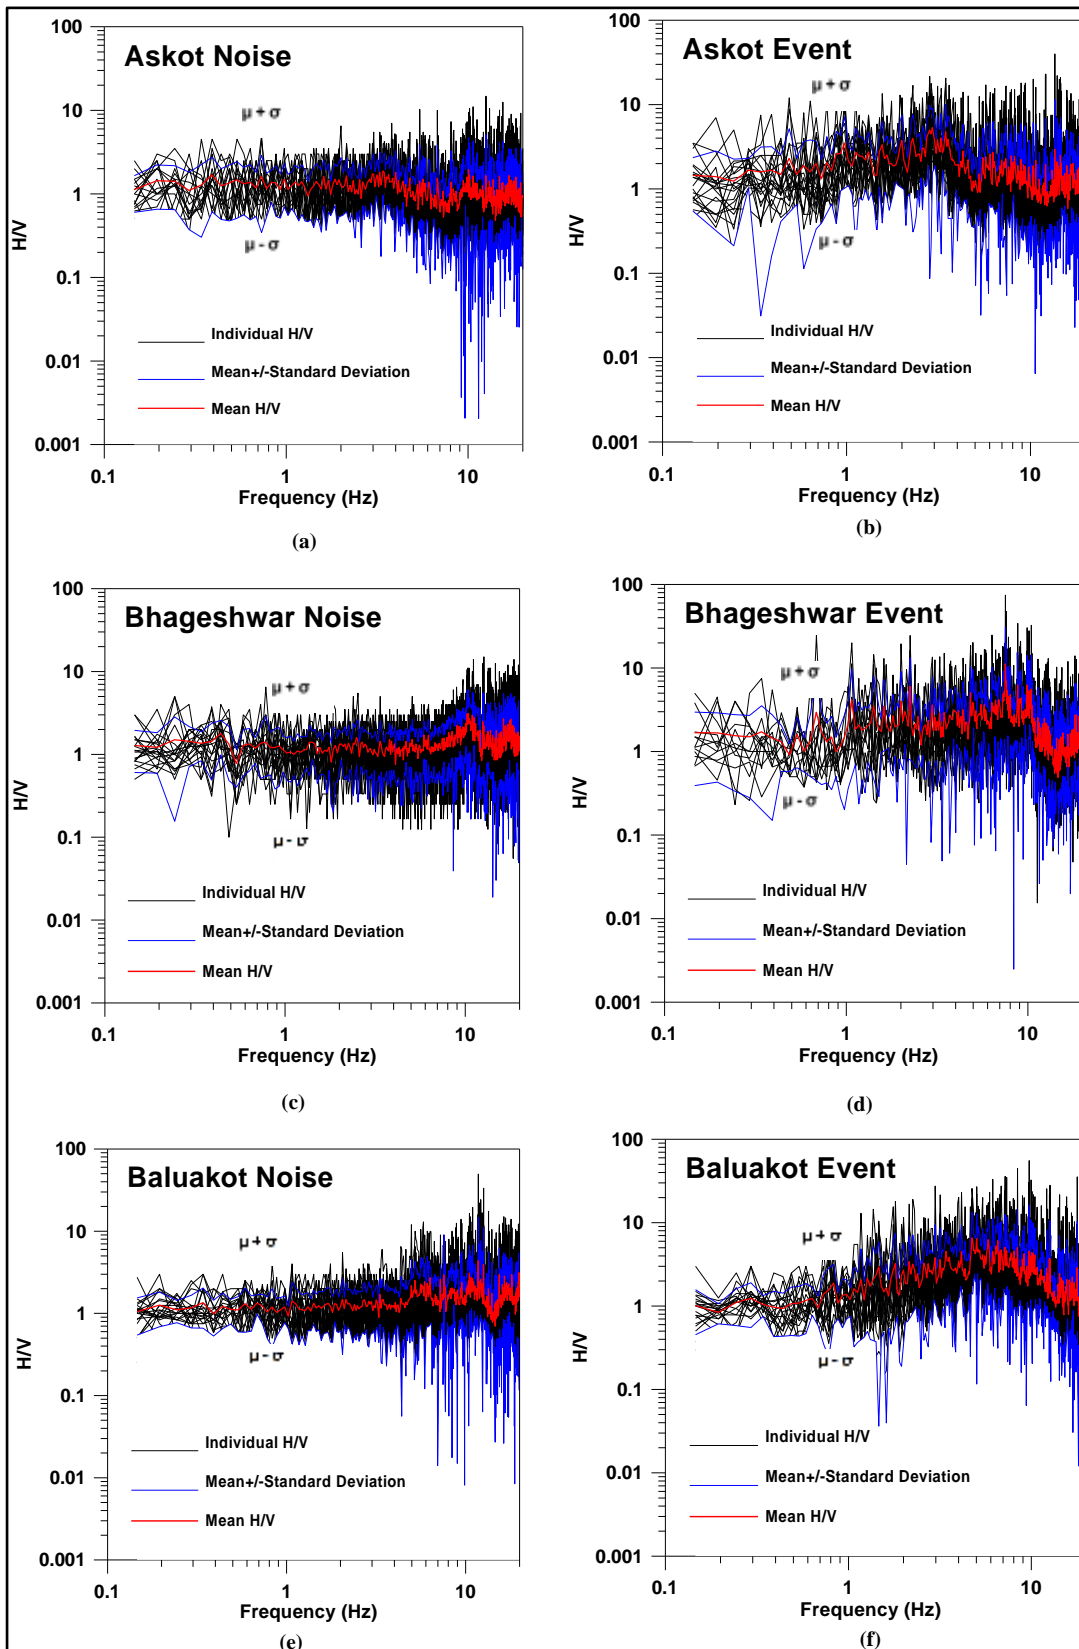 Askot Noise
100
10
1
0.1
0.01
0.001
H/V
μ + σ
μ - σ
Individual H/V
Mean+/-Standard Deviation
Mean H/V
0.1 1 10
Frequency (Hz)
(a)
Askot Event
100
10
1
0.1
0.01
0.001
H/V
μ + σ
μ - σ
Individual H/V
Mean+/-Standard Deviation
Mean H/V
0.1 1 10
Frequency (Hz)
(b)
Bhageshwar Noise
100
10
1
0.1
0.01
0.001
H/V
μ + σ
μ - σ
Individual H/V
Mean+/-Standard Deviation
Mean H/V
0.1 1 10
Frequency (Hz)
(c)
Bhageshwar Event
100
10
1
0.1
0.01
0.001
H/V
μ + σ
μ - σ
Individual H/V
Mean+/-Standard Deviation
Mean H/V
0.1 1 10
Frequency (Hz)
(d)
Baluakot Noise
100
10
1
0.1
0.01
0.001
H/V
μ + σ
μ - σ
Individual H/V
Mean+/-Standard Deviation
Mean H/V
0.1 1 10
Frequency (Hz)
(e)
Baluakot Event
100
10
1
0.1
0.01
0.001
H/V
μ + σ
μ - σ
Individual H/V
Mean+/-Standard Deviation
Mean H/V
0.1 1 10
Frequency (Hz)
(f)